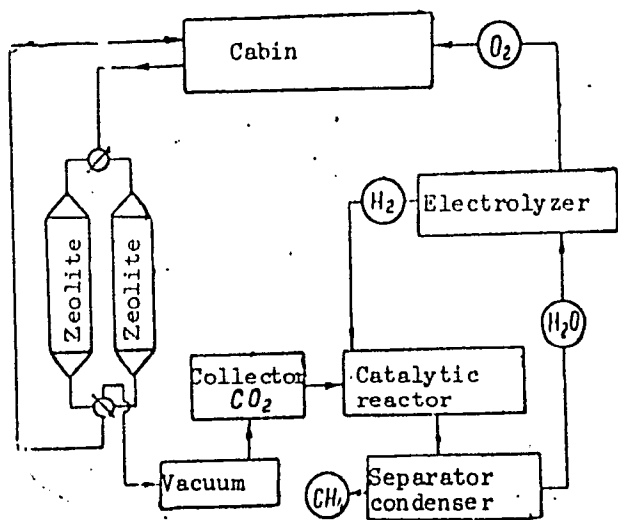 Cabin
O₂
H₂
Electrolyzer
Zeolite
Zeolite
H₂O
Collector
CO₂
Catalytic
reactor
Vacuum
Separator
condenser
CH₄